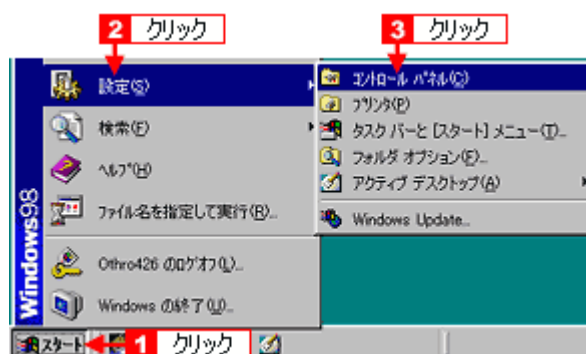 2 クリック
3 クリック
設定(S)
検索(F)
ヘルプ(H)
ファイル名を指定して実行(R)...
Othro426 のログオフ(L)...
Windows の終了(U)...
Windows98
コントロール パネル(C)
プリンタ(P)
タスク バーと [スタート] メニュー(T)...
フォルダ オプション(F)...
アクティブ デスクトップ(A)
Windows Update...
スタート
1 クリック